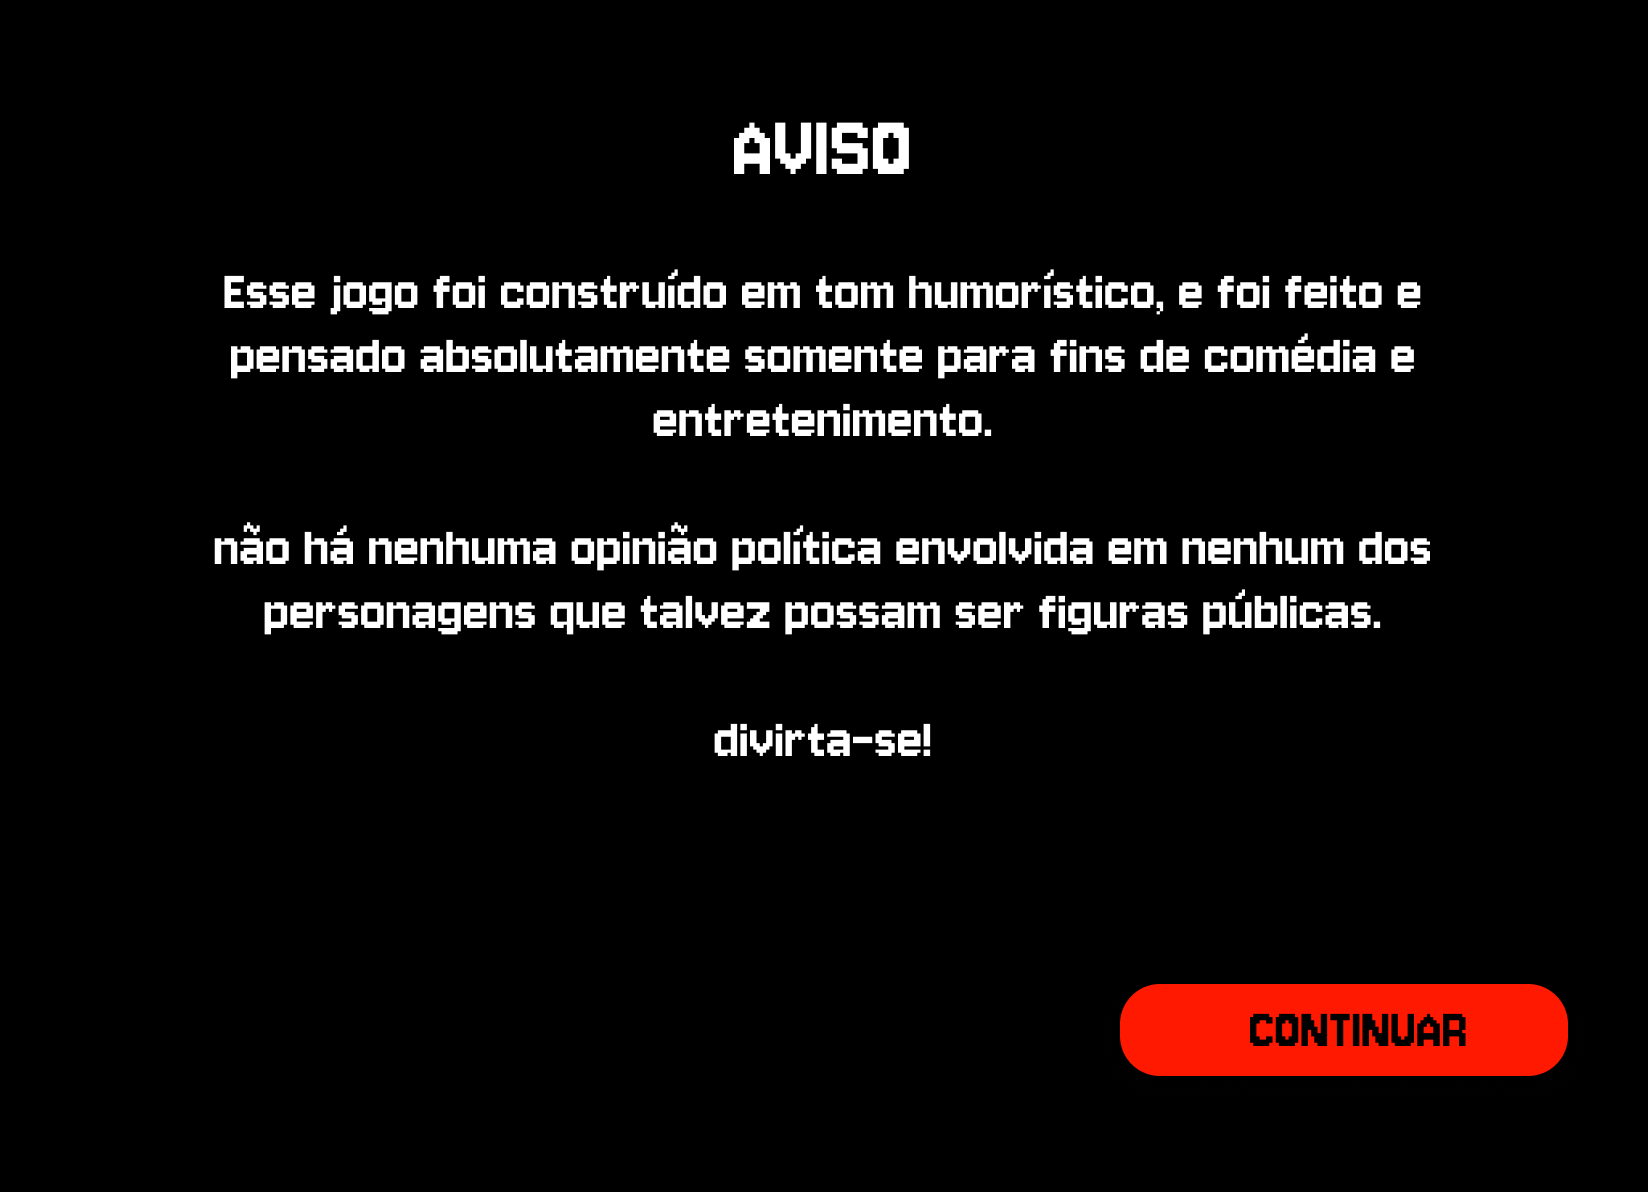 AVISO
Esse jogo foi construído em tom humorístico, e foi feito e
pensado absolutamente somente para fins de comédia e
entretenimento.
não há nenhuma opinião política envolvida em nenhum dos
personagens que talvez possam ser figuras públicas.
divirta-se!
CONTINUAR